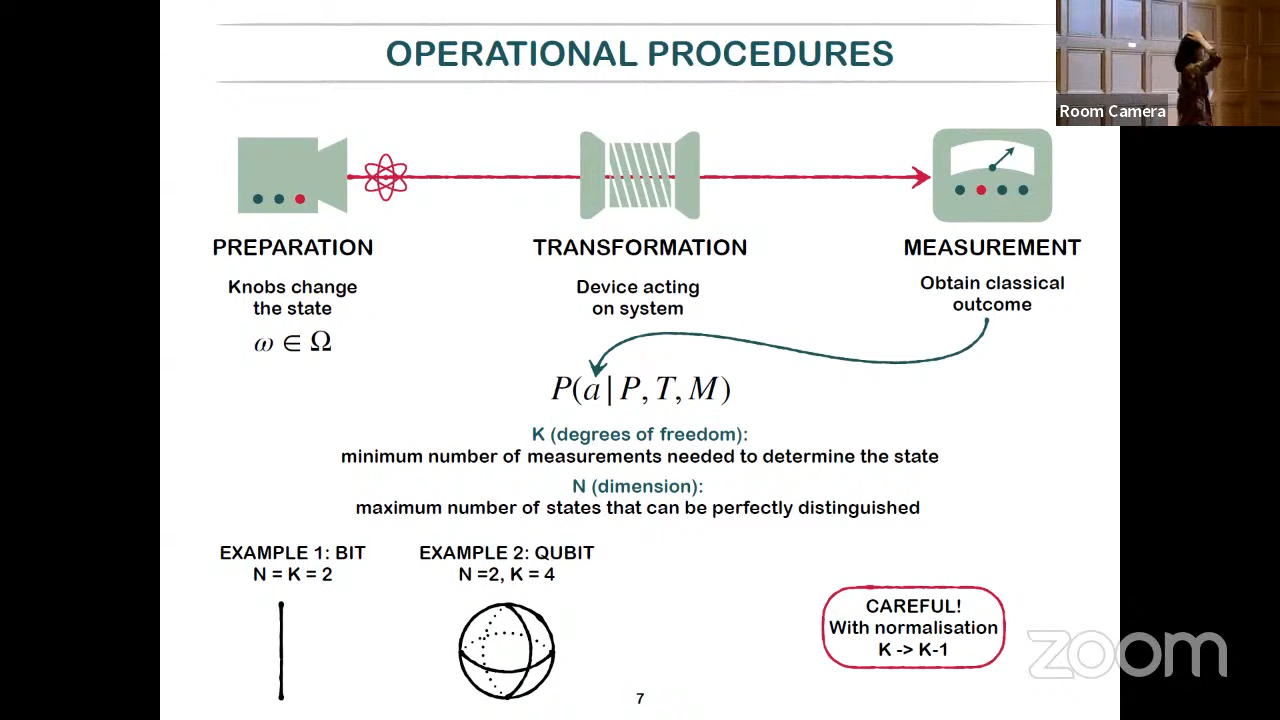 OPERATIONAL PROCEDURES
Room Camera
PREPARATION
Knobs change
the state
ω ∈ Ω
TRANSFORMATION
Device acting
on system
MEASUREMENT
Obtain classical
outcome
P(a | P, T, M)
K (degrees of freedom):
minimum number of measurements needed to determine the state
N (dimension):
maximum number of states that can be perfectly distinguished
EXAMPLE 1: BIT
N = K = 2
EXAMPLE 2: QUBIT
N =2, K = 4
CAREFUL!
With normalisation
K -> K-1
zoom
7